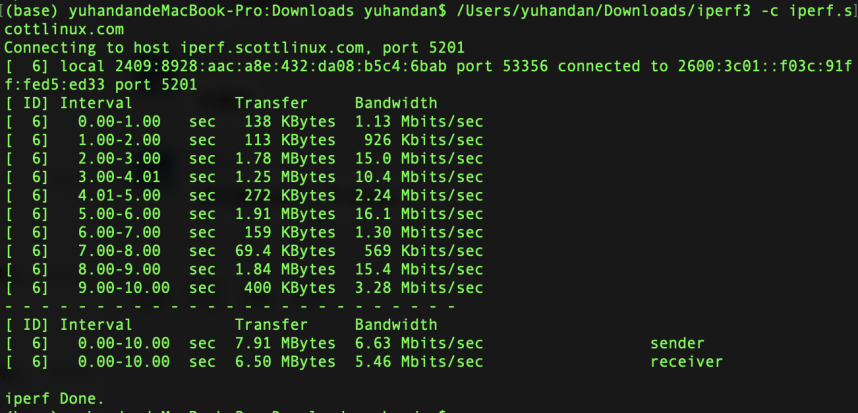 (base) yuhandandeMacBook-Pro:Downloads yuhandan$ /Users/yuhandan/Downloads/iperf3 -c iperf.s
cottlinux.com
Connecting to host iperf.scottlinux.com, port 5201
[  6] local 2409:8928:aac:a8e:432:da08:b5c4:6bab port 53356 connected to 2600:3c01::f03c:91f
f:fed5:ed33 port 5201
[ ID] Interval           Transfer     Bandwidth
[  6]   0.00-1.00   sec   138 KBytes  1.13 Mbits/sec
[  6]   1.00-2.00   sec   113 KBytes   926 Kbits/sec
[  6]   2.00-3.00   sec  1.78 MBytes  15.0 Mbits/sec
[  6]   3.00-4.01   sec  1.25 MBytes  10.4 Mbits/sec
[  6]   4.01-5.00   sec   272 KBytes  2.24 Mbits/sec
[  6]   5.00-6.00   sec  1.91 MBytes  16.1 Mbits/sec
[  6]   6.00-7.00   sec   159 KBytes  1.30 Mbits/sec
[  6]   7.00-8.00   sec  69.4 KBytes   569 Kbits/sec
[  6]   8.00-9.00   sec  1.84 MBytes  15.4 Mbits/sec
[  6]   9.00-10.00  sec   400 KBytes  3.28 Mbits/sec
- - - - - - - - - - - - - - - - - - - - - - - - -
[ ID] Interval           Transfer     Bandwidth
[  6]   0.00-10.00  sec  7.91 MBytes  6.63 Mbits/sec                  sender
[  6]   0.00-10.00  sec  6.50 MBytes  5.46 Mbits/sec                  receiver
iperf Done.